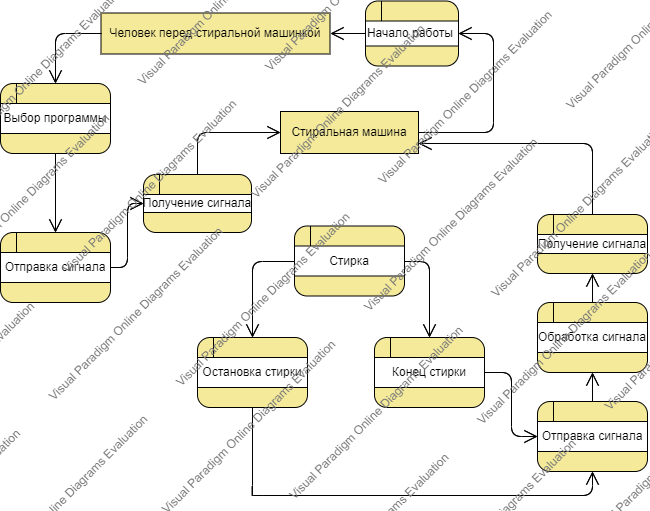 Человек перед стиральной машинкой
Начало работы
Выбор программы
Стиральная машина
Получение сигнала
Отправка сигнала
Стирка
Получение сигнала
Обработка сигнала
Остановка стирки
Конец стирки
Отправка сигнала
Visual Paradigm Online Diagrams Evaluation